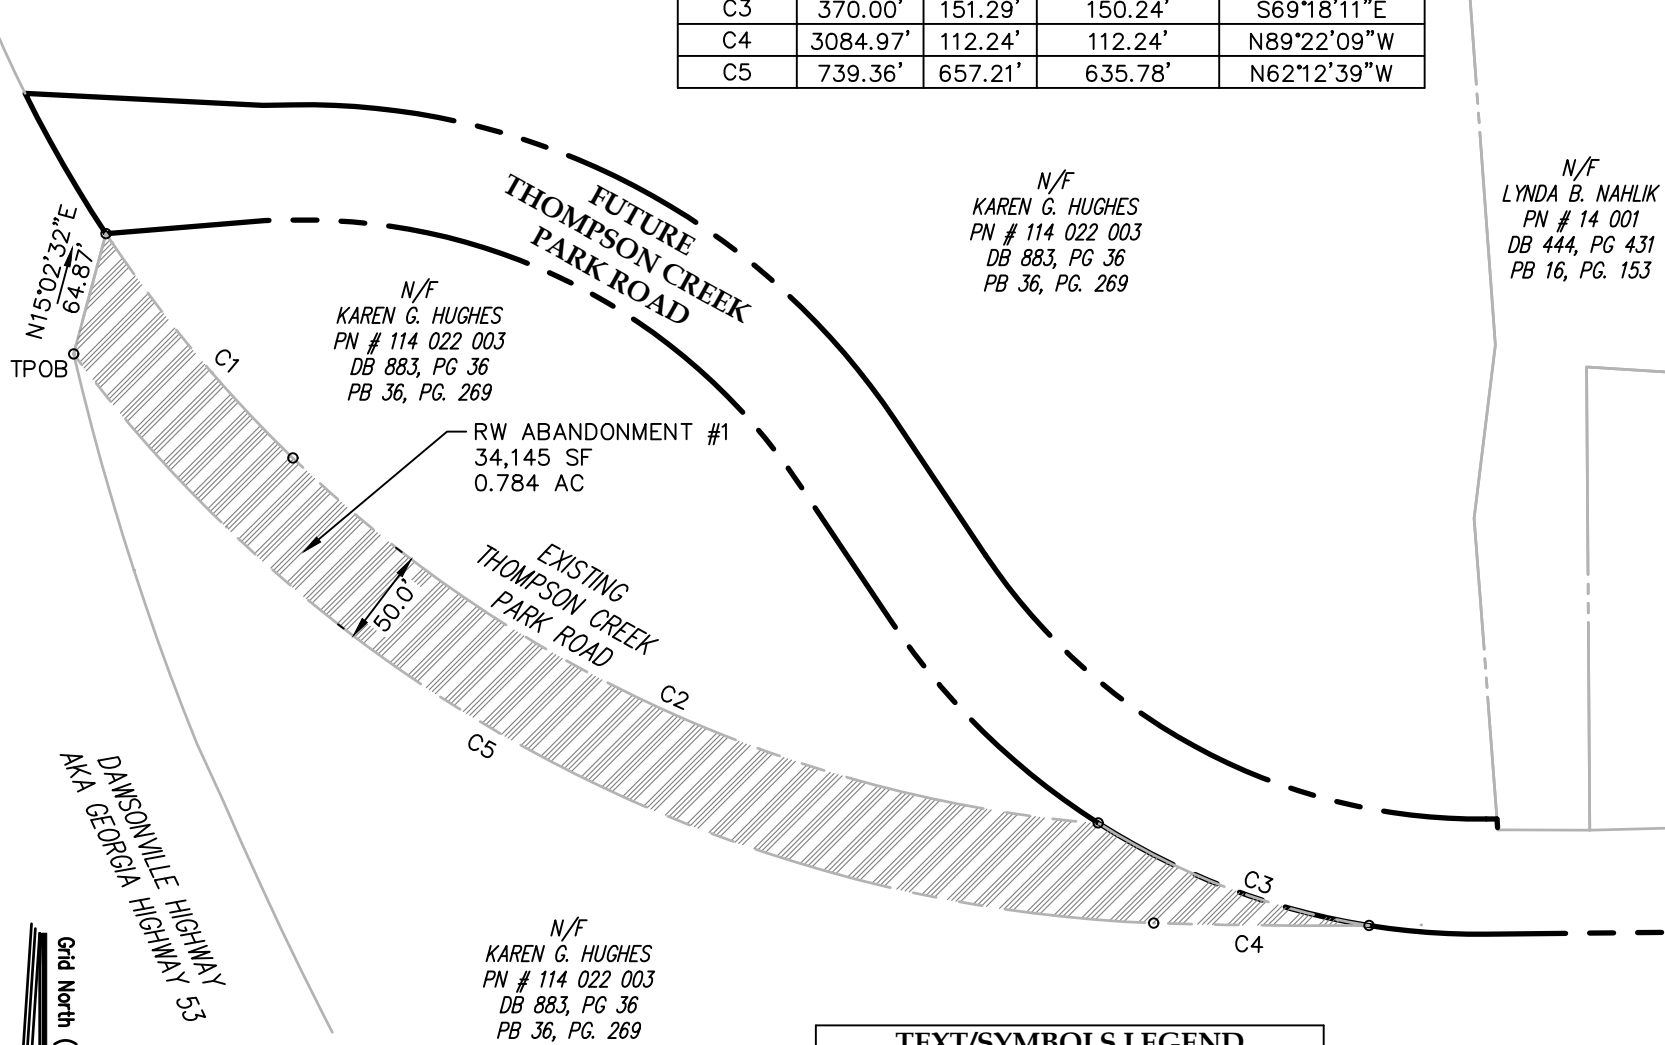 C3 370.00' 151.29' 150.24' S69°18'11"E
C4 3084.97' 112.24' 112.24' N89°22'09"W
C5 739.36' 657.21' 635.78' N62°12'39"W
N/F
LYNDA B. NAHLIK
PN # 14 001
DB 444, PG 431
PB 16, PG. 153
N/F
KAREN G. HUGHES
PN # 114 022 003
DB 883, PG 36
PB 36, PG. 269
FUTURE
THOMPSON CREEK
PARK ROAD
N15°02'32"E
64.87'
TPOB
C1
N/F
KAREN G. HUGHES
PN # 114 022 003
DB 883, PG 36
PB 36, PG. 269
RW ABANDONMENT #1
34,145 SF
0.784 AC
50.0'
EXISTING
THOMPSON CREEK
PARK ROAD
C2
C5
C3
C4
DAWSONVILLE HIGHWAY
AKA GEORGIA HIGHWAY 53
N/F
KAREN G. HUGHES
PN # 114 022 003
DB 883, PG 36
PB 36, PG. 269
Grid North (
TEXT/SYMBOLS LEGEND